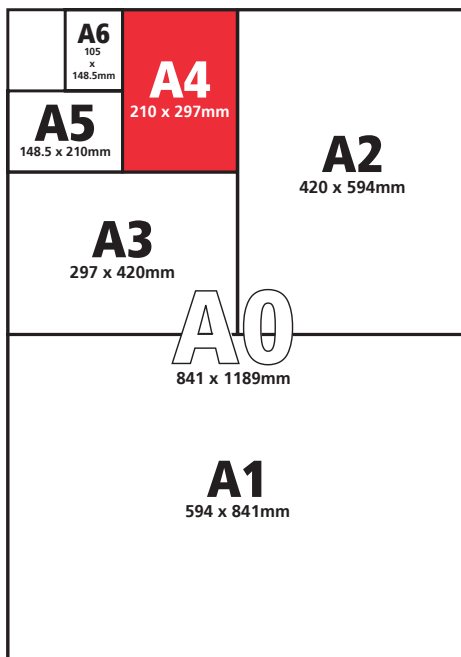 A6
105
x
148.5mm
A4
210 x 297mm
A5
148.5 x 210mm
A2
420 x 594mm
A3
297 x 420mm
A0
841 x 1189mm
A1
594 x 841mm